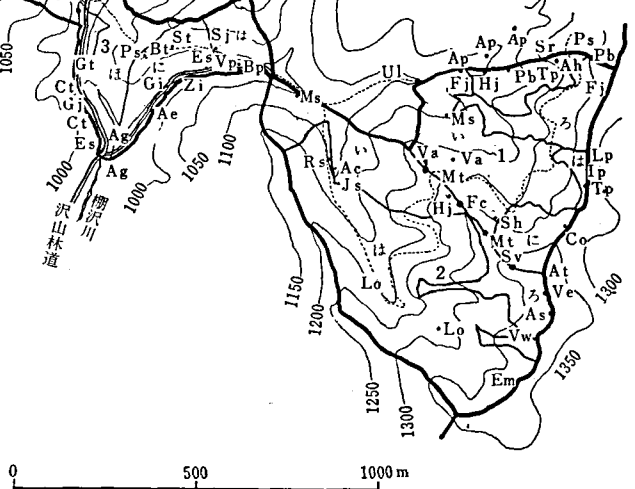 1050
3
(Ps
Bt
St
Sj
は
Es
Gt
ほ
に
Gi
Vp
Bp
Zi
Ct
Gj
Ct
Es
Ag
Ae
Ag
1000
1000
1050
1100
沢山林道
棚沢川
Ms
Ul
Ap
Ap
Ap
Sr
(Ps)
Pb
Fj
Hj
Pb
Tp
Ah
Fj
Ms
い
ろ
は
Rs
い
Ac
Js
Va
Va
1
Mt
Lp
Ip
Tp
Hj
Fc
Sh
に
Mt
Sv
Co
は
Lo
2
At
Ve
ろ
As
Lo
Vw
Em
1150
1200
1250
1300
1300
1350
0 500 1000 m